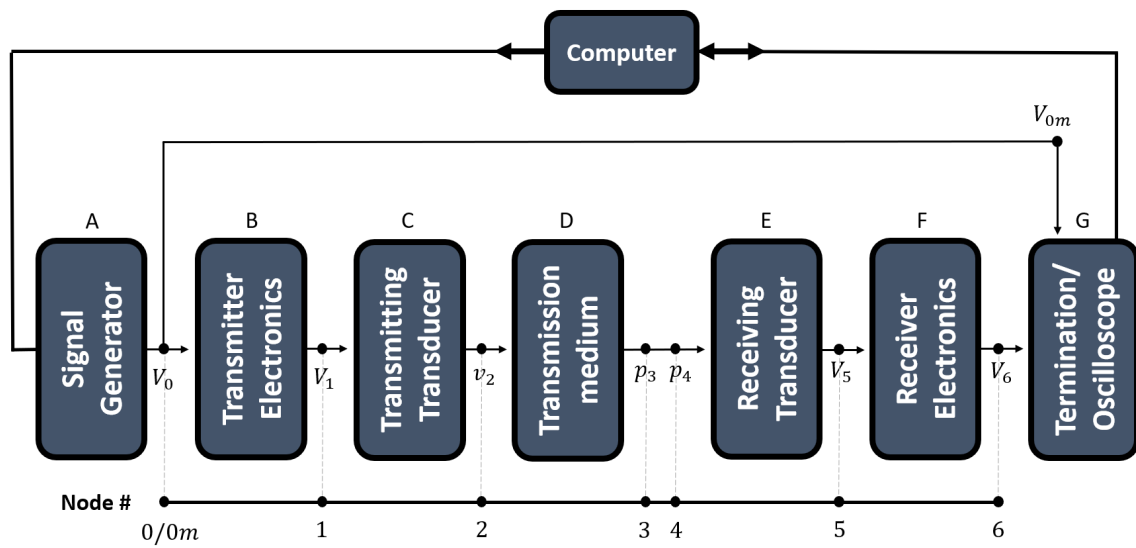 Computer
V0m
A
B
C
D
E
F
G
Signal
Generator
Transmitter
Electronics
Transmitting
Transducer
Transmission
medium
Receiving
Transducer
Receiver
Electronics
Termination/
Oscilloscope
V0
V1
v2
p3
p4
V5
V6
Node #
0/0m
1
2
3
4
5
6